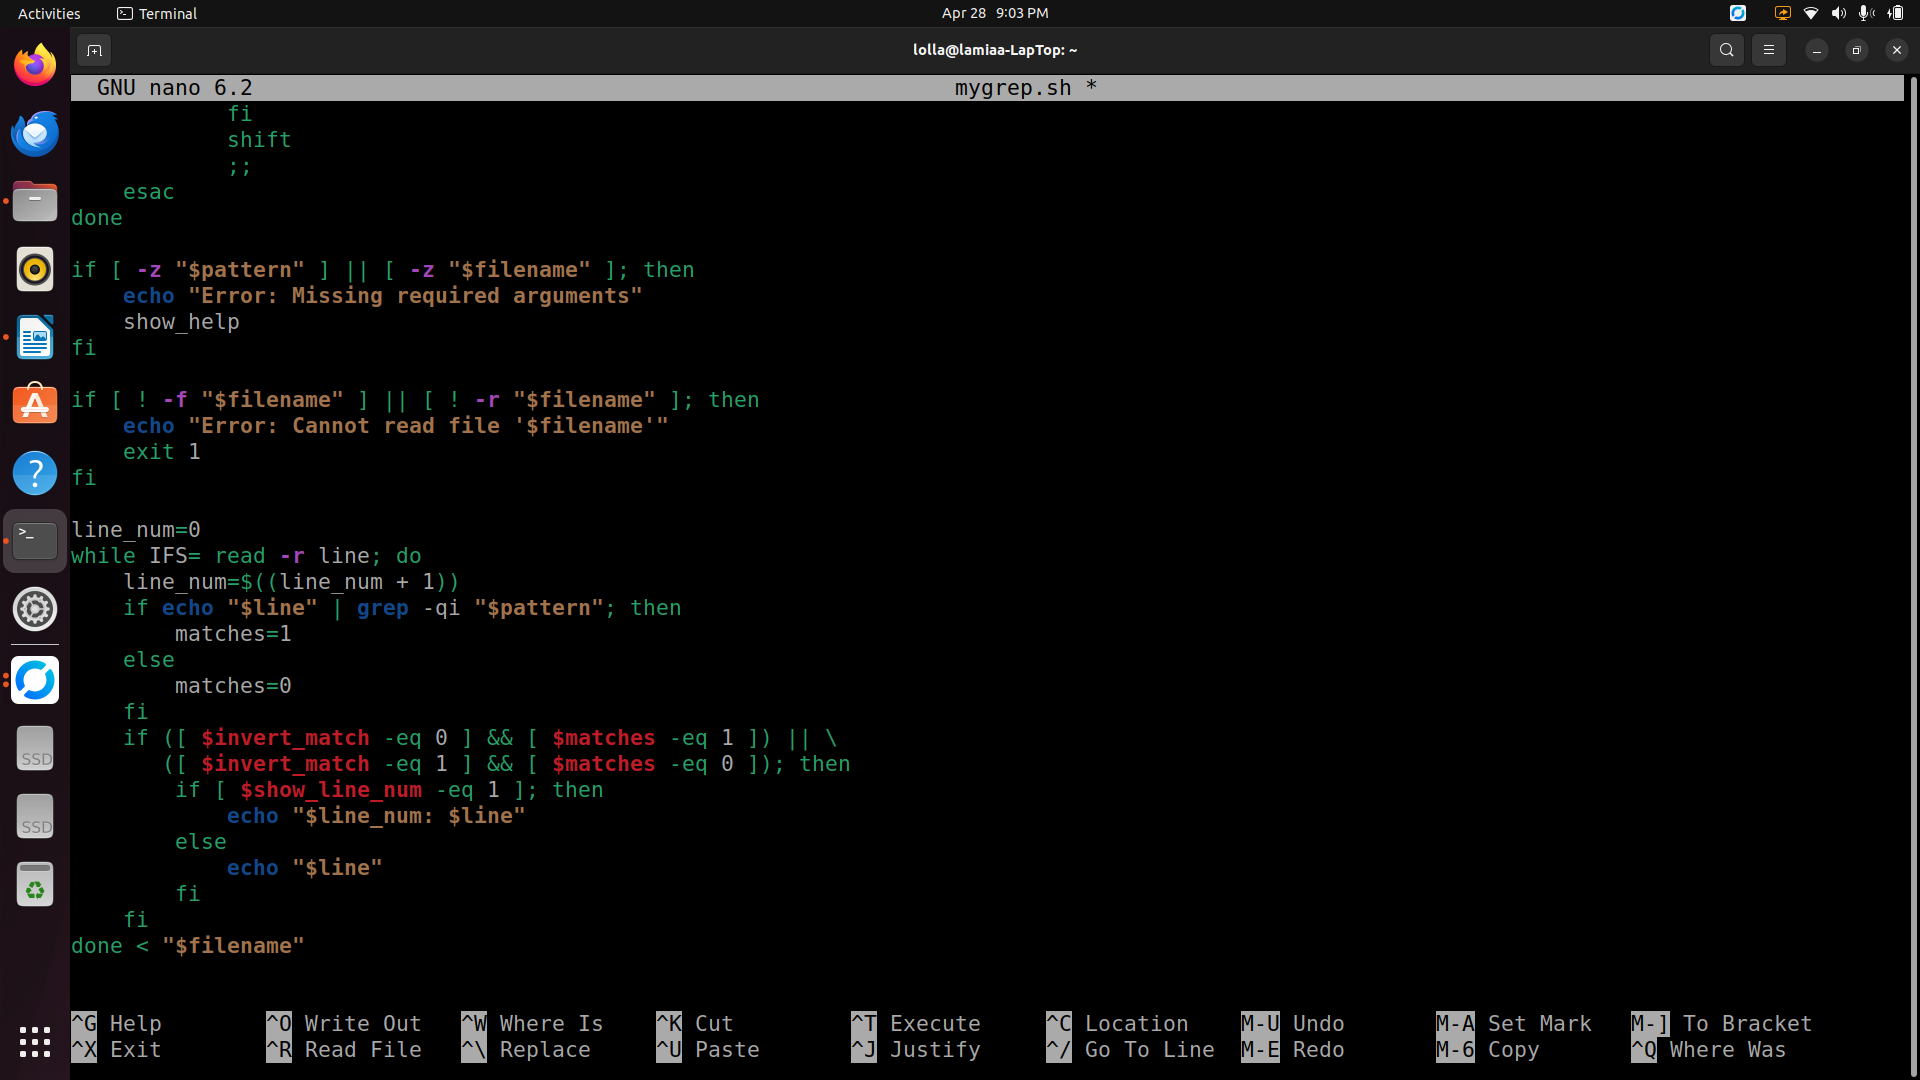 Activities Terminal Apr 28 9:03 PM
lolla@lamiaa-LapTop: ~
GNU nano 6.2 mygrep.sh *
fi
shift
;;
esac
done
if [ -z "$pattern" ] || [ -z "$filename" ]; then
echo "Error: Missing required arguments"
show_help
fi
if [ ! -f "$filename" ] || [ ! -r "$filename" ]; then
echo "Error: Cannot read file '$filename'"
exit 1
fi
line_num=0
while IFS= read -r line; do
line_num=$((line_num + 1))
if echo "$line" | grep -qi "$pattern"; then
matches=1
else
matches=0
fi
if ([ $invert_match -eq 0 ] && [ $matches -eq 1 ]) || \
([ $invert_match -eq 1 ] && [ $matches -eq 0 ]); then
if [ $show_line_num -eq 1 ]; then
echo "$line_num: $line"
else
echo "$line"
fi
fi
done < "$filename"
^G Help ^O Write Out ^W Where Is ^K Cut ^T Execute ^C Location M-U Undo M-A Set Mark M-] To Bracket
^X Exit ^R Read File ^\ Replace ^U Paste ^J Justify ^/ Go To Line M-E Redo M-6 Copy ^Q Where Was
>_
?
SSD
SSD